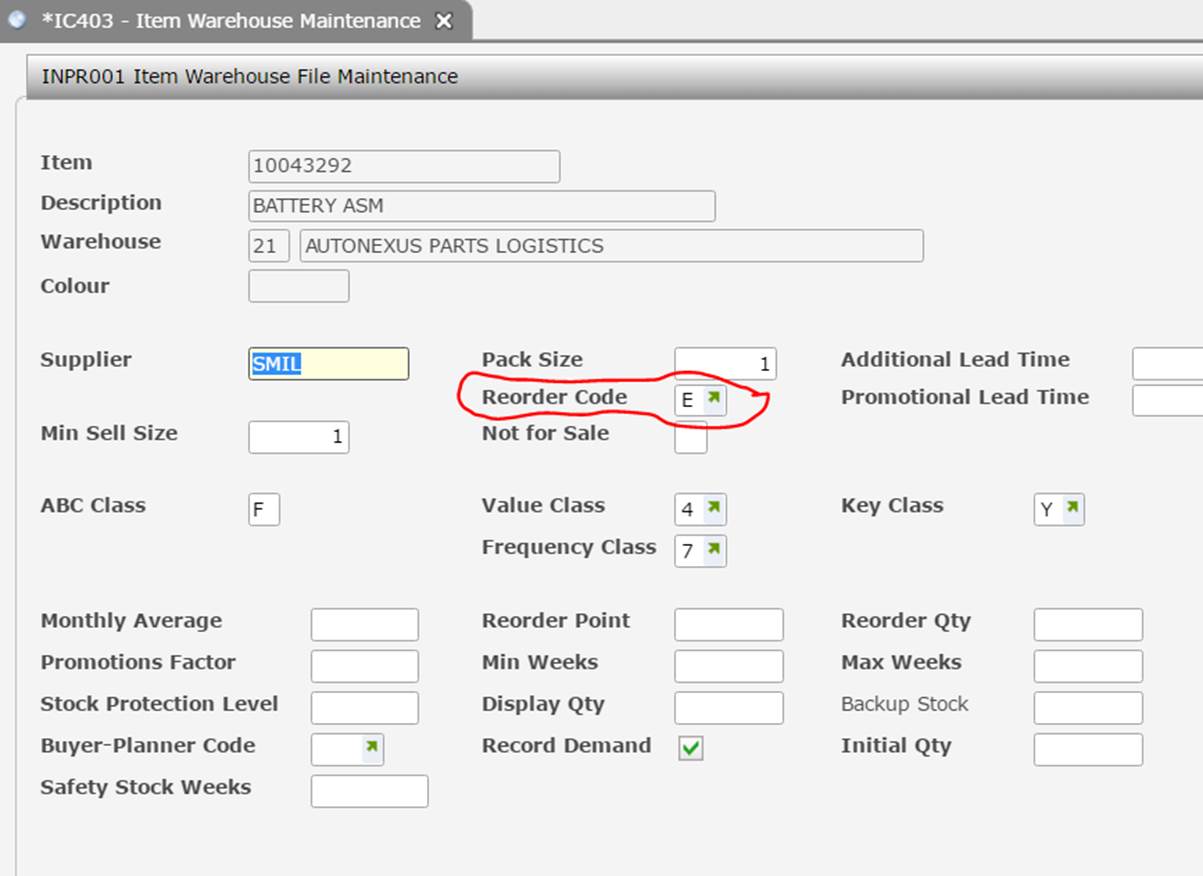 *IC403 - Item Warehouse Maintenance
INPR001 Item Warehouse File Maintenance
Item 10043292
Description BATTERY ASM
Warehouse 21 AUTONEXUS PARTS LOGISTICS
Colour
Supplier SMIL Pack Size 1 Additional Lead Time
Reorder Code E Promotional Lead Time
Min Sell Size 1 Not for Sale
ABC Class F Value Class 4 Key Class Y
Frequency Class 7
Monthly Average Reorder Point Reorder Qty
Promotions Factor Min Weeks Max Weeks
Stock Protection Level Display Qty Backup Stock
Buyer-Planner Code Record Demand Initial Qty
Safety Stock Weeks